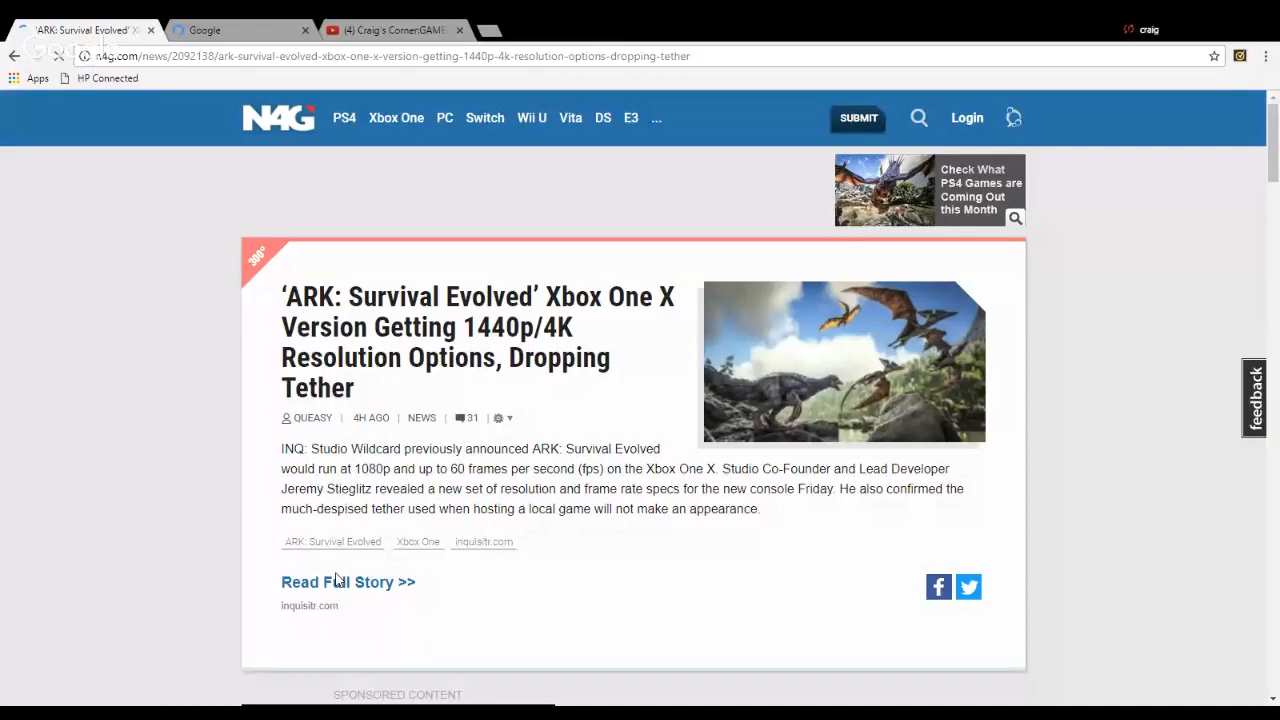 'ARK: Survival Evolved' X
Google
(4) Craig's Corner:GAME
craig
Google
n4g.com/news/2092138/ark-survival-evolved-xbox-one-x-version-getting-1440p-4k-resolution-options-dropping-tether
Apps
HP Connected
N4G
PS4
Xbox One
PC
Switch
Wii U
Vita
DS
E3
...
SUBMIT
Login
Check What
PS4 Games are
Coming Out
this Month
300°
‘ARK: Survival Evolved’ Xbox One X
Version Getting 1440p/4K
Resolution Options, Dropping
Tether
QUEASY | 4H AGO | NEWS | 31 |
INQ: Studio Wildcard previously announced ARK: Survival Evolved
would run at 1080p and up to 60 frames per second (fps) on the Xbox One X. Studio Co-Founder and Lead Developer
Jeremy Stieglitz revealed a new set of resolution and frame rate specs for the new console Friday. He also confirmed the
much-despised tether used when hosting a local game will not make an appearance.
ARK: Survival Evolved
Xbox One
inquisitr.com
Read Full Story >>
inquisitr.com
feedback
SPONSORED CONTENT